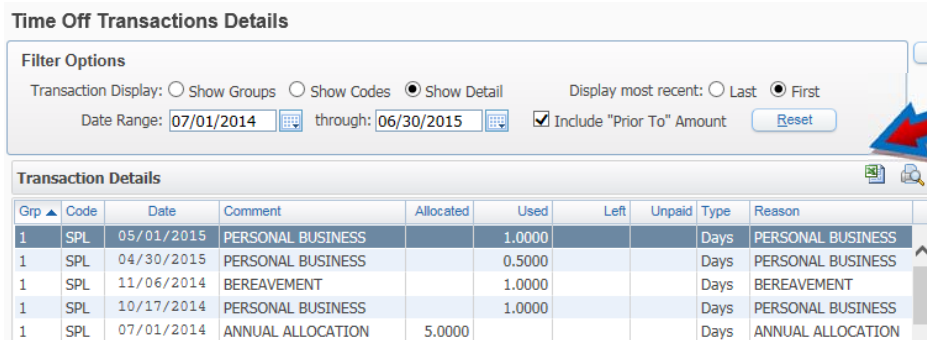 Time Off Transactions Details
Filter Options
Transaction Display: Show Groups Show Codes Show Detail Display most recent: Last First
Date Range: 07/01/2014 through: 06/30/2015 Include "Prior To" Amount Reset
Transaction Details
Grp Code Date Comment Allocated Used Left Unpaid Type Reason
1 SPL 05/01/2015 PERSONAL BUSINESS 1.0000 Days PERSONAL BUSINESS
1 SPL 04/30/2015 PERSONAL BUSINESS 0.5000 Days PERSONAL BUSINESS
1 SPL 11/06/2014 BEREAVEMENT 1.0000 Days BEREAVEMENT
1 SPL 10/17/2014 PERSONAL BUSINESS 1.0000 Days PERSONAL BUSINESS
1 SPL 07/01/2014 ANNUAL ALLOCATION 5.0000 Days ANNUAL ALLOCATION